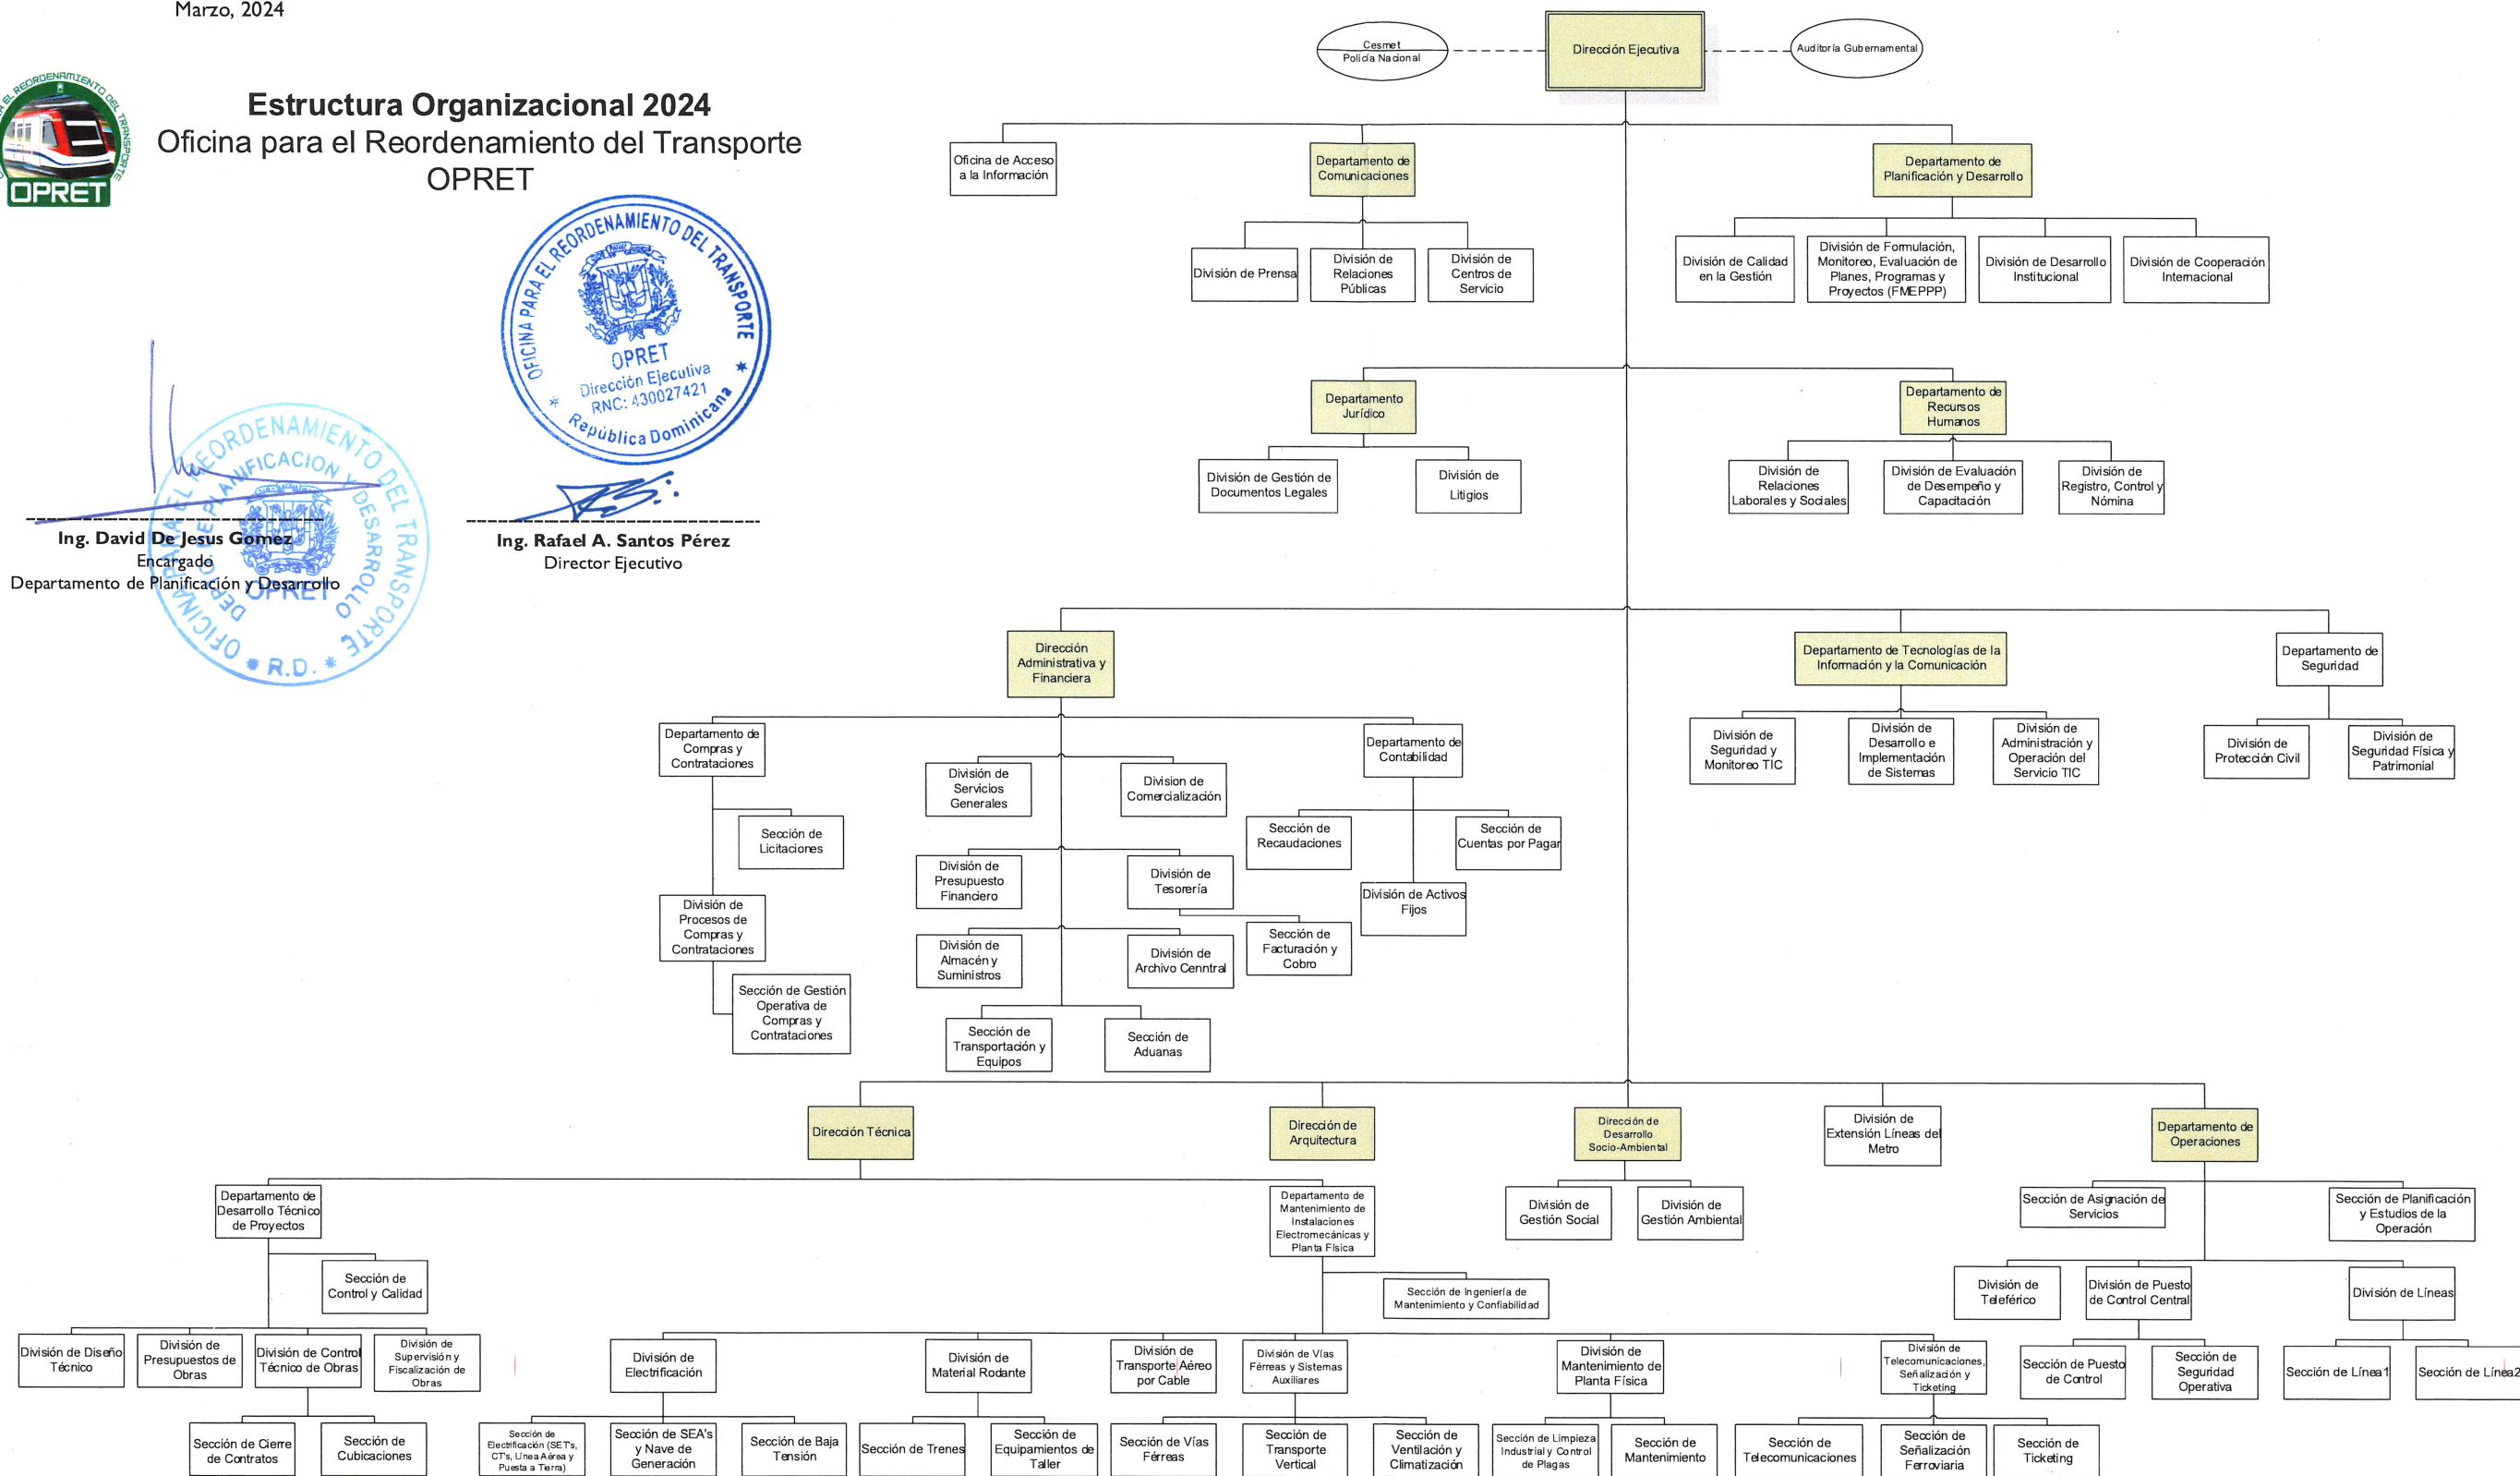 Marzo, 2024
Estructura Organizacional 2024
Oficina para el Reordenamiento del Transporte
OPRET
OPRET
OFICINA PARA EL REORDENAMIENTO DEL TRANSPORTE
OPRET
Dirección Ejecutiva
RNC: 430027421
República Dominicana
Ing. David De Jesus Gomez
Encargado
Departamento de Planificación y Desarrollo
OFICINA PARA EL REORDENAMIENTO DEL TRANSPORTE
DEPTO. DE PLANIFICACION Y DESARROLLO
OPRET
R.D.
Ing. Rafael A. Santos Pérez
Director Ejecutivo
Cesmet
Policía Nacional
Dirección Ejecutiva
Auditoría Gubernamental
Oficina de Acceso
a la Información
Departamento de
Comunicaciones
Departamento de
Planificación y Desarrollo
División de Prensa
División de
Relaciones
Públicas
División de
Centros de
Servicio
División de Calidad
en la Gestión
División de Formulación,
Monitoreo, Evaluación de
Planes, Programas y
Proyectos (FMEPPP)
División de Desarrollo
Institucional
División de Cooperación
Internacional
Departamento
Jurídico
Departamento de
Recursos
Humanos
División de Gestión de
Documentos Legales
División de
Litigios
División de
Relaciones
Laborales y Sociales
División de Evaluación
de Desempeño y
Capacitación
División de
Registro, Control y
Nómina
Dirección
Administrativa y
Financiera
Departamento de Tecnologías de la
Información y la Comunicación
Departamento de
Seguridad
Departamento de
Compras y
Contrataciones
División de
Servicios
Generales
Division de
Comercialización
Departamento de
Contabilidad
División de
Seguridad y
Monitoreo TIC
División de
Desarrollo e
Implementación
de Sistemas
División de
Administración y
Operación del
Servicio TIC
División de
Protección Civil
División de
Seguridad Física y
Patrimonial
Sección de
Licitaciones
Sección de
Recaudaciones
Sección de
Cuentas por Pagar
División de
Presupuesto
Financiero
División de
Tesorería
División de Activos
Fijos
División de
Procesos de
Compras y
Contrataciones
División de
Almacén y
Suministros
División de
Archivo Cenntral
Sección de
Facturación y
Cobro
Sección de Gestión
Operativa de
Compras y
Contrataciones
Sección de
Transportación y
Equipos
Sección de
Aduanas
Dirección Técnica
Dirección de
Arquitectura
Dirección de
Desarrollo
Socio-Ambiental
División de
Extensión Líneas del
Metro
Departamento de
Operaciones
Departamento de
Desarrollo Técnico
de Proyectos
Departamento de
Mantenimiento de
Instalaciones
Electromecánicas y
Planta Física
División de
Gestión Social
División de
Gestión Ambiental
Sección de Asignación de
Servicios
Sección de Planificación
y Estudios de la
Operación
Sección de
Control y Calidad
Sección de Ingeniería de
Mantenimiento y Confiabilidad
División de
Teleférico
División de Puesto
de Control Central
División de Líneas
División de Diseño
Técnico
División de
Presupuestos de
Obras
División de Control
Técnico de Obras
División de
Supervisión y
Fiscalización de
Obras
División de
Electrificación
División de
Material Rodante
División de
Transporte Aéreo
por Cable
División de Vías
Férreas y Sistemas
Auxiliares
División de
Mantenimiento de
Planta Física
División de
Telecomunicaciones,
Señalización y
Ticketing
Sección de Puesto
de Control
Sección de
Seguridad
Operativa
Sección de Línea1
Sección de Línea2
Sección de Cierre
de Contratos
Sección de
Cubicaciones
Sección de
Electrificación (SET's,
CT's, Línea Aérea y
Puesta a Tierra)
Sección de SEA's
y Nave de
Generación
Sección de Baja
Tensión
Sección de Trenes
Sección de
Equipamientos de
Taller
Sección de Vías
Férreas
Sección de
Transporte
Vertical
Sección de
Ventilación y
Climatización
Sección de Limpieza
Industrial y Control
de Plagas
Sección de
Mantenimiento
Sección de
Telecomunicaciones
Sección de
Señalización
Ferroviaria
Sección de
Ticketing